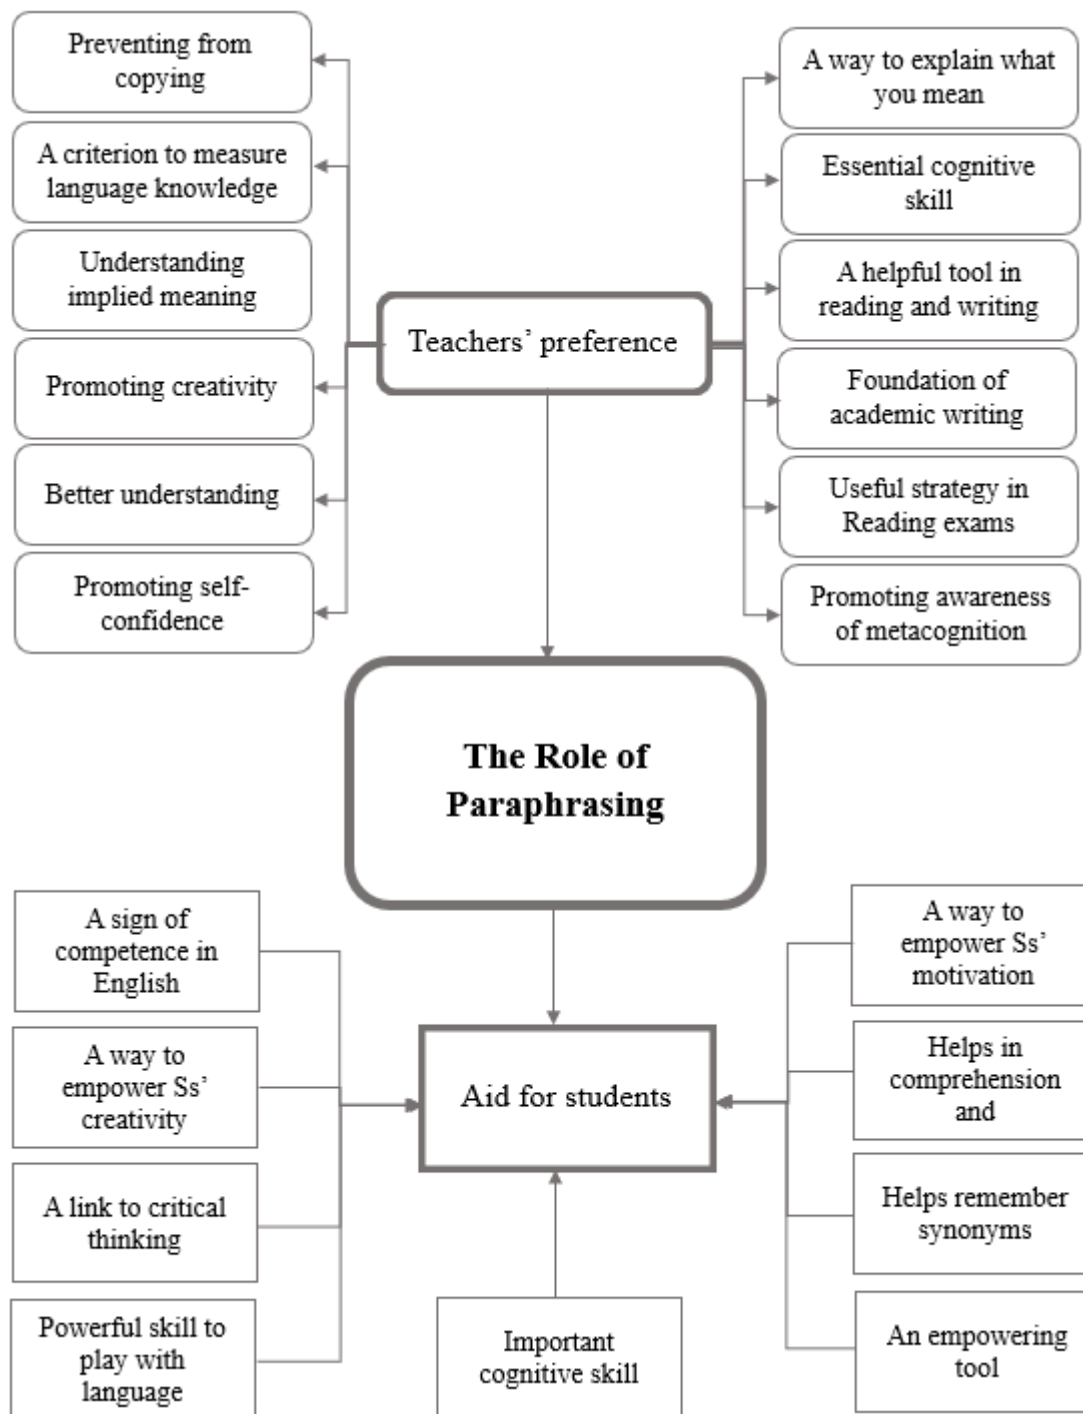 Preventing from
copying
A criterion to measure
language knowledge
Understanding
implied meaning
Promoting creativity
Better understanding
Promoting self-
confidence
Teachers’ preference
A way to explain what
you mean
Essential cognitive
skill
A helpful tool in
reading and writing
Foundation of
academic writing
Useful strategy in
Reading exams
Promoting awareness
of metacognition
The Role of
Paraphrasing
A sign of
competence in
English
A way to
empower Ss’
creativity
A link to critical
thinking
Powerful skill to
play with
language
Aid for students
Important
cognitive skill
A way to
empower Ss’
motivation
Helps in
comprehension
and
Helps remember
synonyms
An empowering
tool